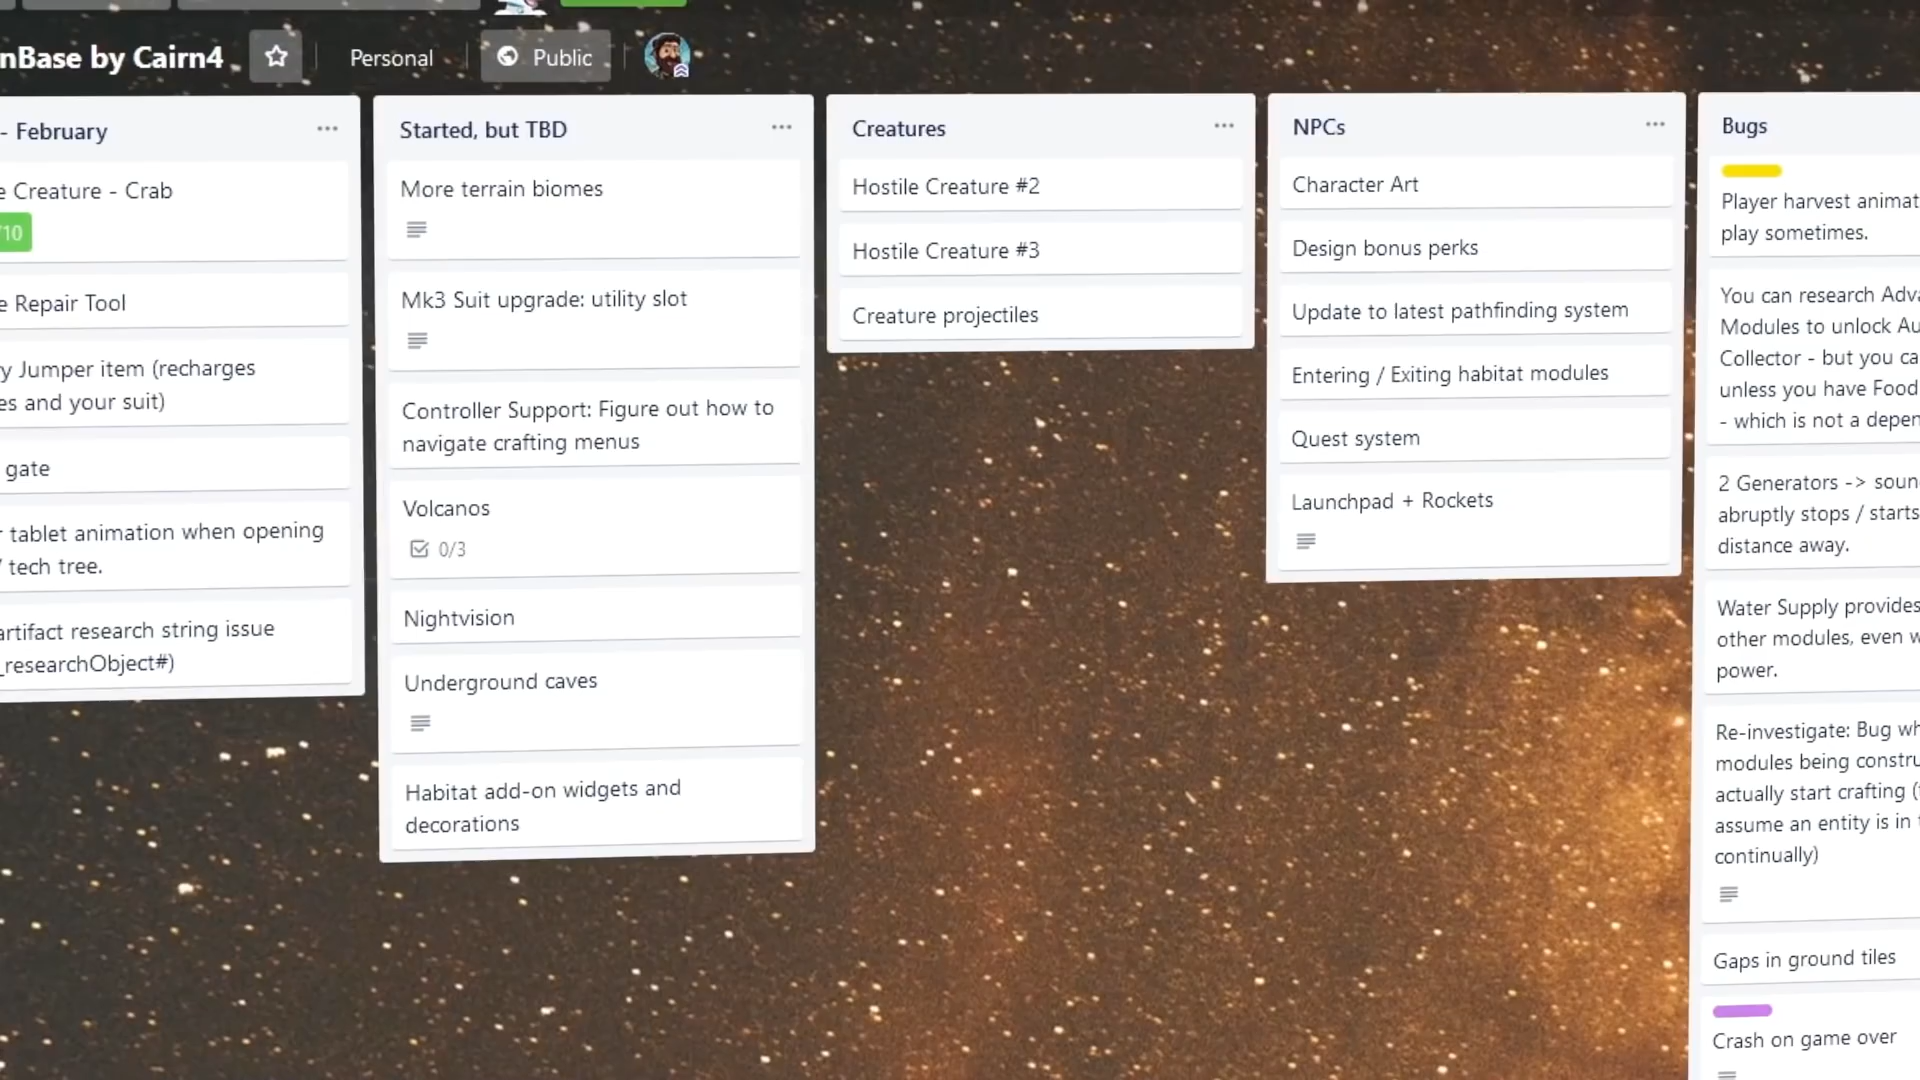 nBase by Cairn4
Personal
Public
- February
e Creature - Crab
/10
e Repair Tool
y Jumper item (recharges
es and your suit)
gate
r tablet animation when opening
/ tech tree.
artifact research string issue
_researchObject#)
Started, but TBD
More terrain biomes
Mk3 Suit upgrade: utility slot
Controller Support: Figure out how to
navigate crafting menus
Volcanos
0/3
Nightvision
Underground caves
Habitat add-on widgets and
decorations
Creatures
Hostile Creature #2
Hostile Creature #3
Creature projectiles
NPCs
Character Art
Design bonus perks
Update to latest pathfinding system
Entering / Exiting habitat modules
Quest system
Launchpad + Rockets
Bugs
Player harvest animat
play sometimes.
You can research Adva
Modules to unlock Au
Collector - but you ca
unless you have Food
- which is not a depen
2 Generators -> soun
abruptly stops / starts
distance away.
Water Supply provides
other modules, even w
power.
Re-investigate: Bug wh
modules being constru
actually start crafting (
assume an entity is in
continually)
Gaps in ground tiles
Crash on game over